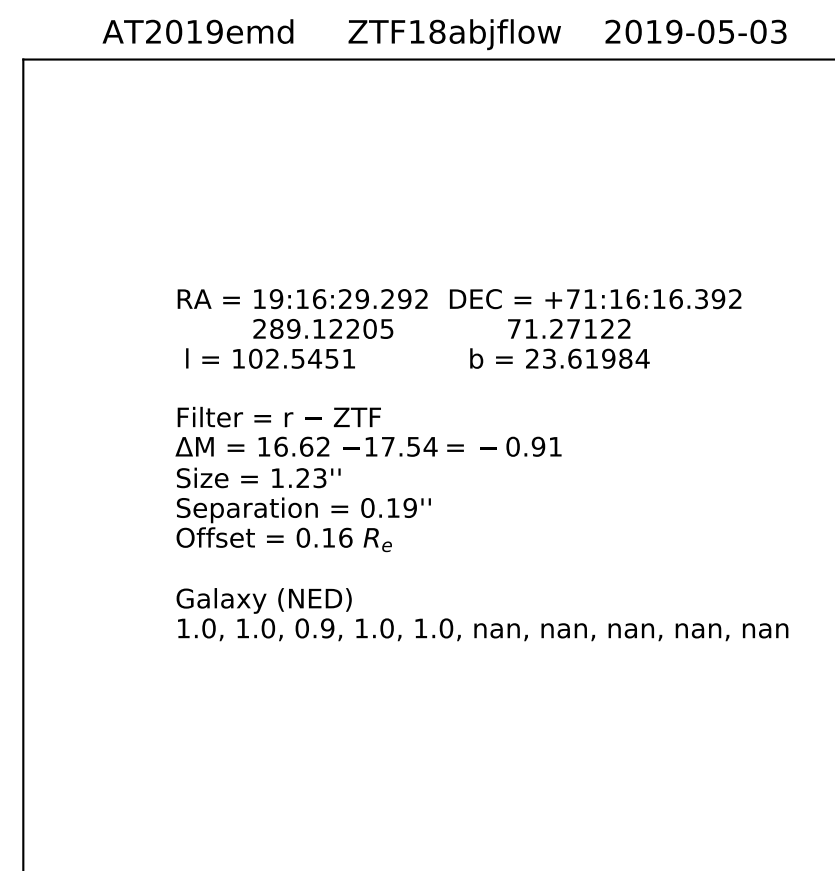 AT2019emd ZTF18abjflow 2019-05-03
RA = 19:16:29.292 DEC = +71:16:16.392
289.12205 71.27122
l = 102.5451 b = 23.61984
Filter = r − ZTF
ΔM = 16.62 −17.54 = − 0.91
Size = 1.23''
Separation = 0.19''
Offset = 0.16 Re
Galaxy (NED)
1.0, 1.0, 0.9, 1.0, 1.0, nan, nan, nan, nan, nan